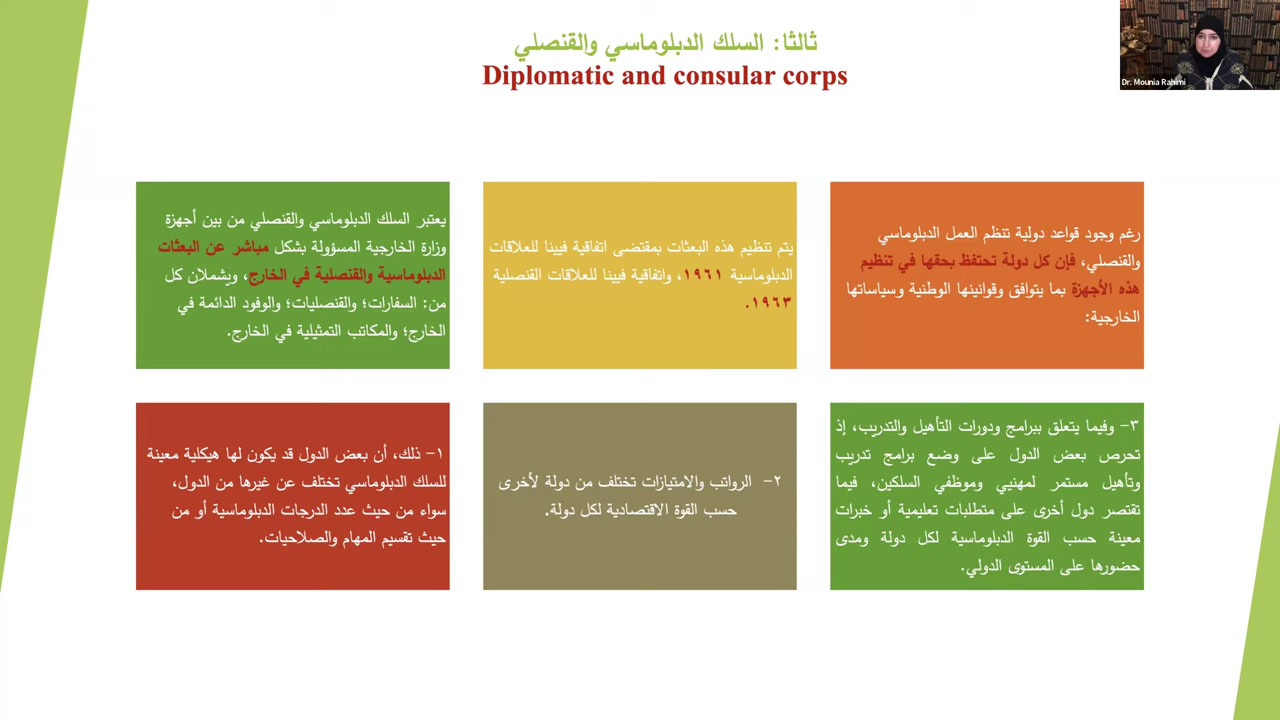 ثالثا: السلك الدبلوماسي والقنصلي
Diplomatic and consular corps
Dr. Mounia Rahimi
يعتبر السلك الدبلوماسي والقنصلي من بين أجهزة
وزارة الخارجية المسؤولة بشكل مباشر عن البعثات
الدبلوماسية والقنصلية في الخارج، ويشملان كل
من: السفارات؛ والقنصليات؛ والوفود الدائمة في
الخارج؛ والمكاتب التمثيلية في الخارج.
يتم تنظيم هذه البعثات بمقتضى اتفاقية فيينا للعلاقات
الدبلوماسية ١٩٦١، واتفاقية فيينا للعلاقات القنصلية
١٩٦٣.
رغم وجود قواعد دولية تنظم العمل الدبلوماسي
والقنصلي، فإن كل دولة تحتفظ بحقها في تنظيم
هذه الأجهزة بما يتوافق وقوانينها الوطنية وسياساتها
الخارجية:
١- ذلك، أن بعض الدول قد يكون لها هيكلية معينة
للسلك الدبلوماسي تختلف عن غيرها من الدول،
سواء من حيث عدد الدرجات الدبلوماسية أو من
حيث تقسيم المهام والصلاحيات.
٢- الرواتب والامتيازات تختلف من دولة لأخرى
حسب القوة الاقتصادية لكل دولة.
٣- وفيما يتعلق ببرامج ودورات التأهيل والتدريب، إذ
تحرص بعض الدول على وضع برامج تدريب
وتأهيل مستمر لمهنيي وموظفي السلكين، فيما
تقتصر دول أخرى على متطلبات تعليمية أو خبرات
معينة حسب القوة الدبلوماسية لكل دولة ومدى
حضورها على المستوى الدولي.